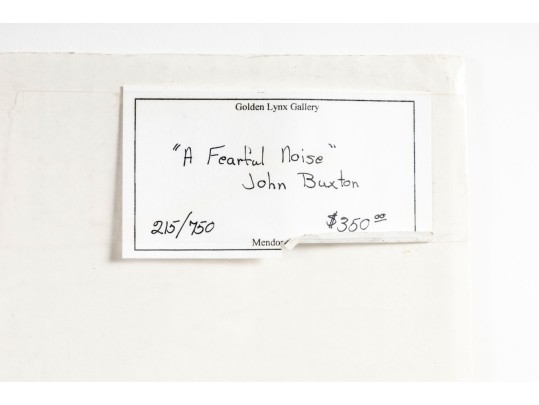 Golden Lynx Gallery
"A Fearful Noise"
John Buxton
215/750 $350.00